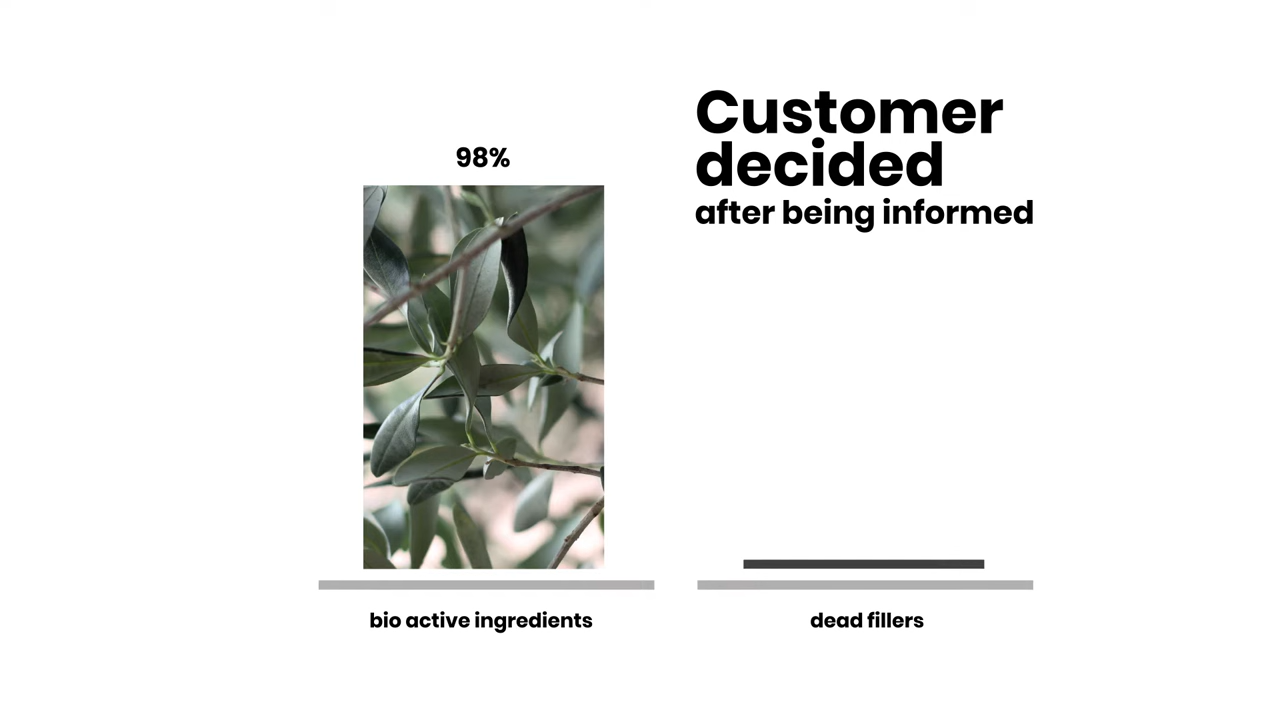 Customer
decided
after being informed
98%
bio active ingredients
dead fillers